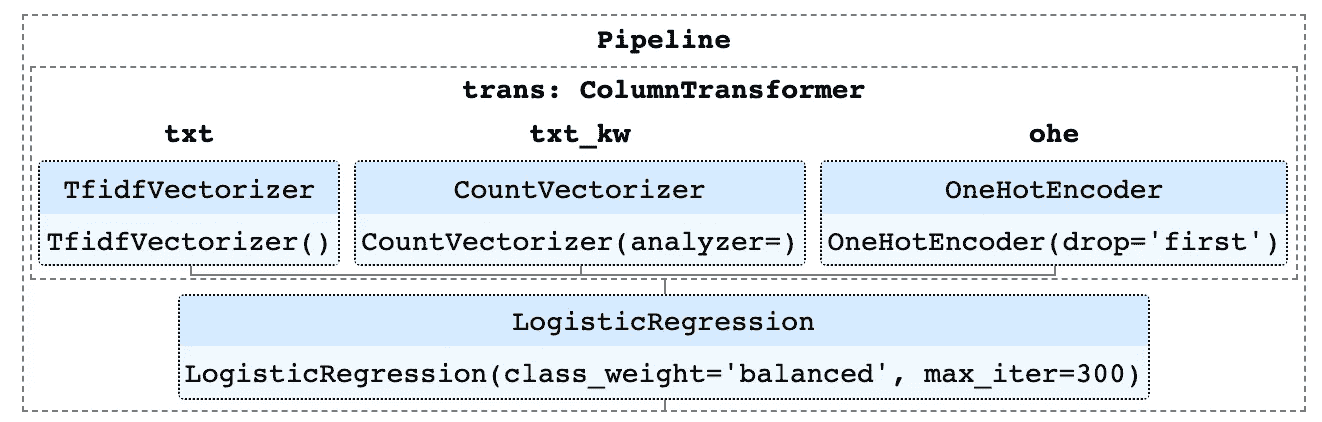 Pipeline
trans: ColumnTransformer
txt txt_kw ohe
TfidfVectorizer CountVectorizer OneHotEncoder
TfidfVectorizer() CountVectorizer(analyzer=) OneHotEncoder(drop='first')
LogisticRegression
LogisticRegression(class_weight='balanced', max_iter=300)